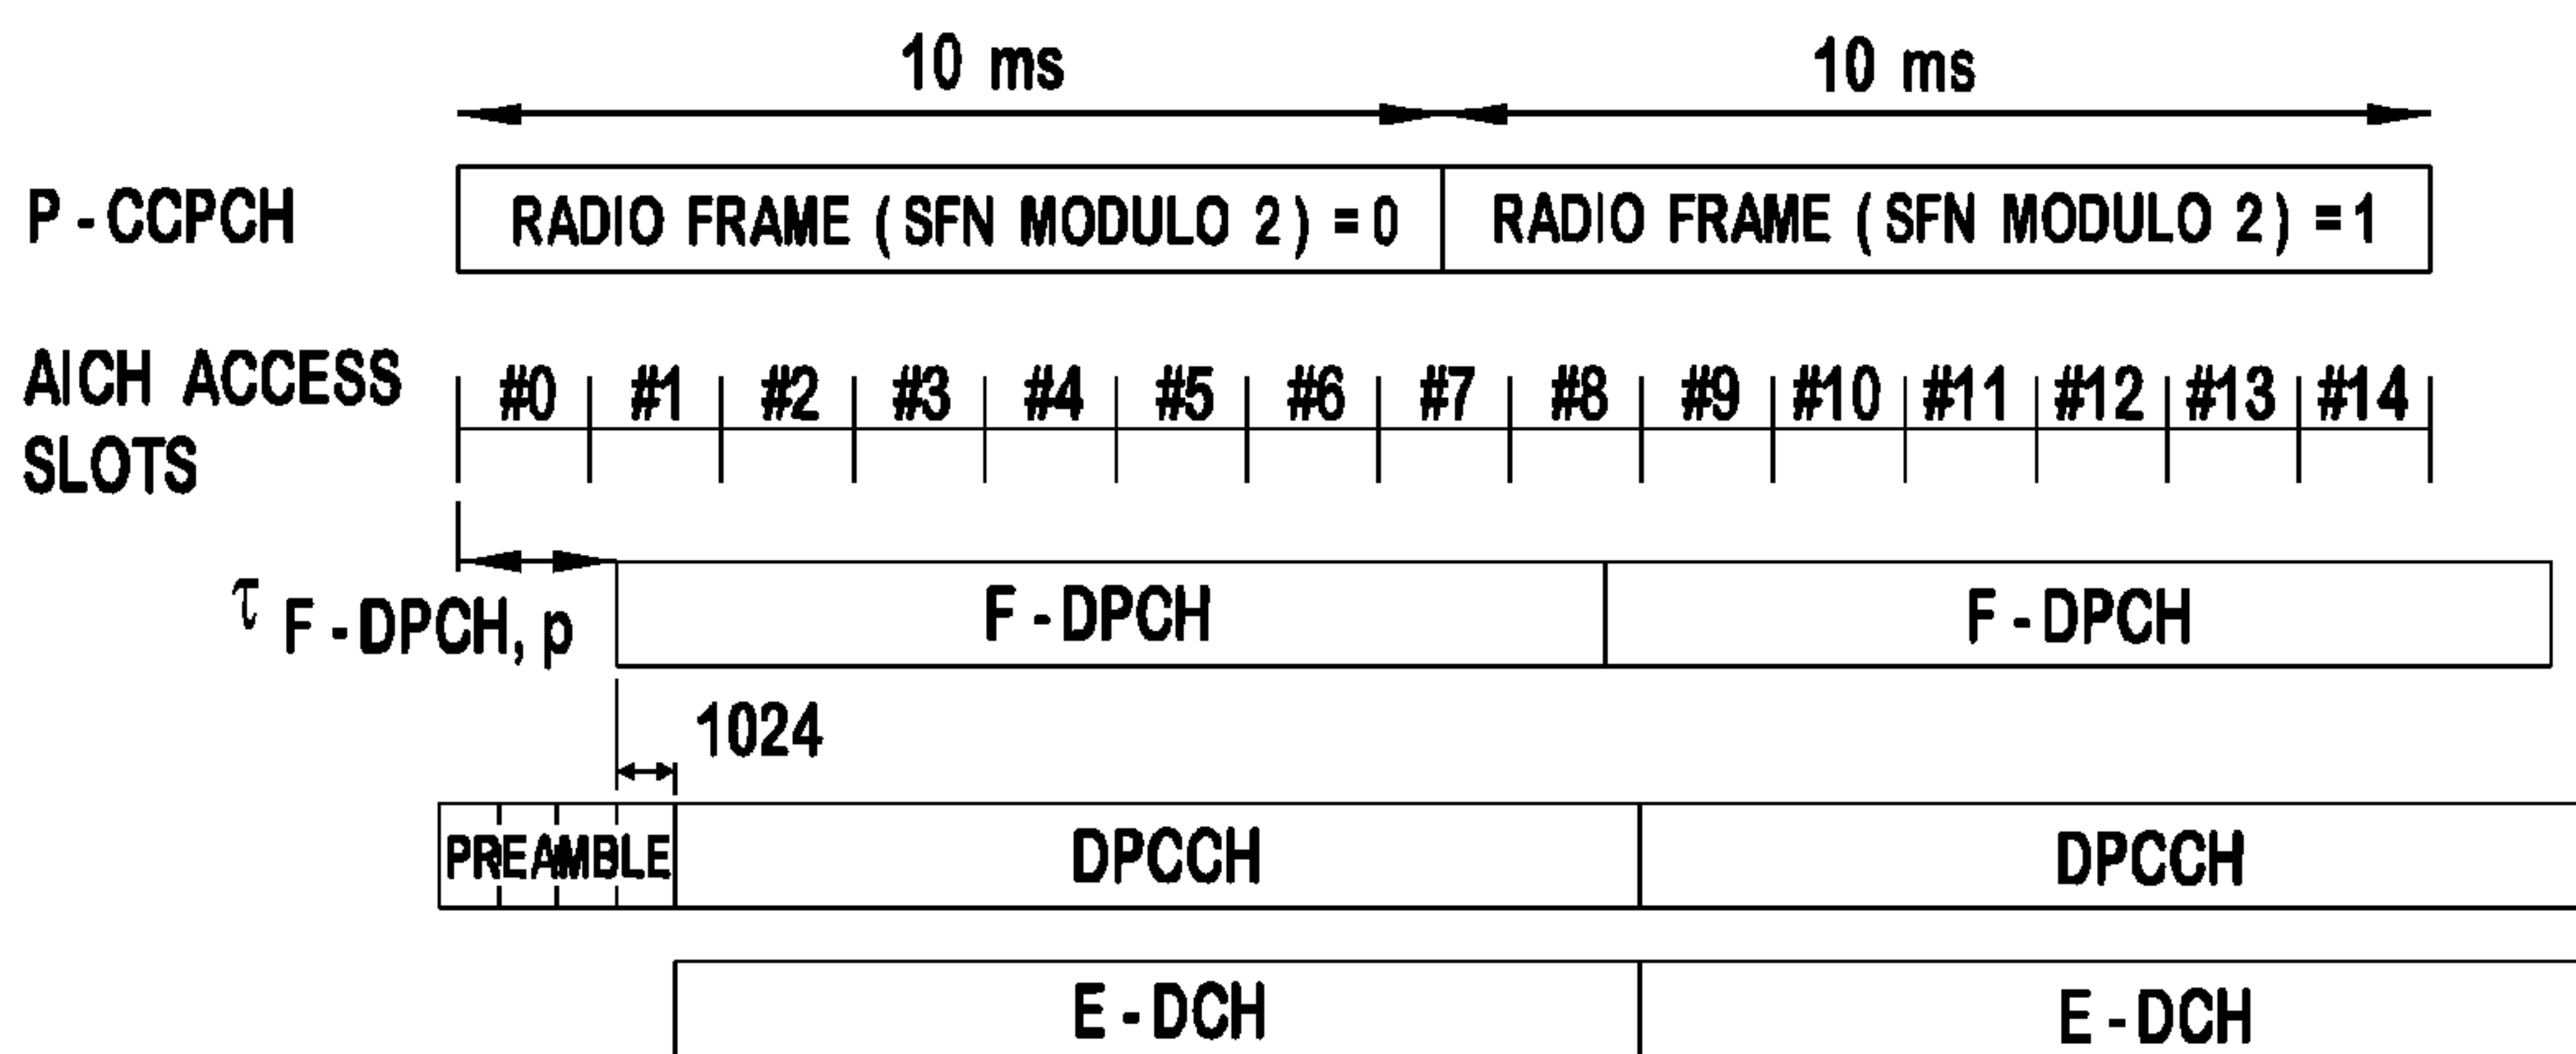 10 ms 10 ms
P - CCPCH RADIO FRAME ( SFN MODULO 2 ) = 0 RADIO FRAME ( SFN MODULO 2 ) = 1
AICH ACCESS
SLOTS
#0 #1 #2 #3 #4 #5 #6 #7 #8 #9 #10 #11 #12 #13 #14
τ F - DPCH, p
F - DPCH F - DPCH
1024
PREAMBLE DPCCH DPCCH
E - DCH E - DCH